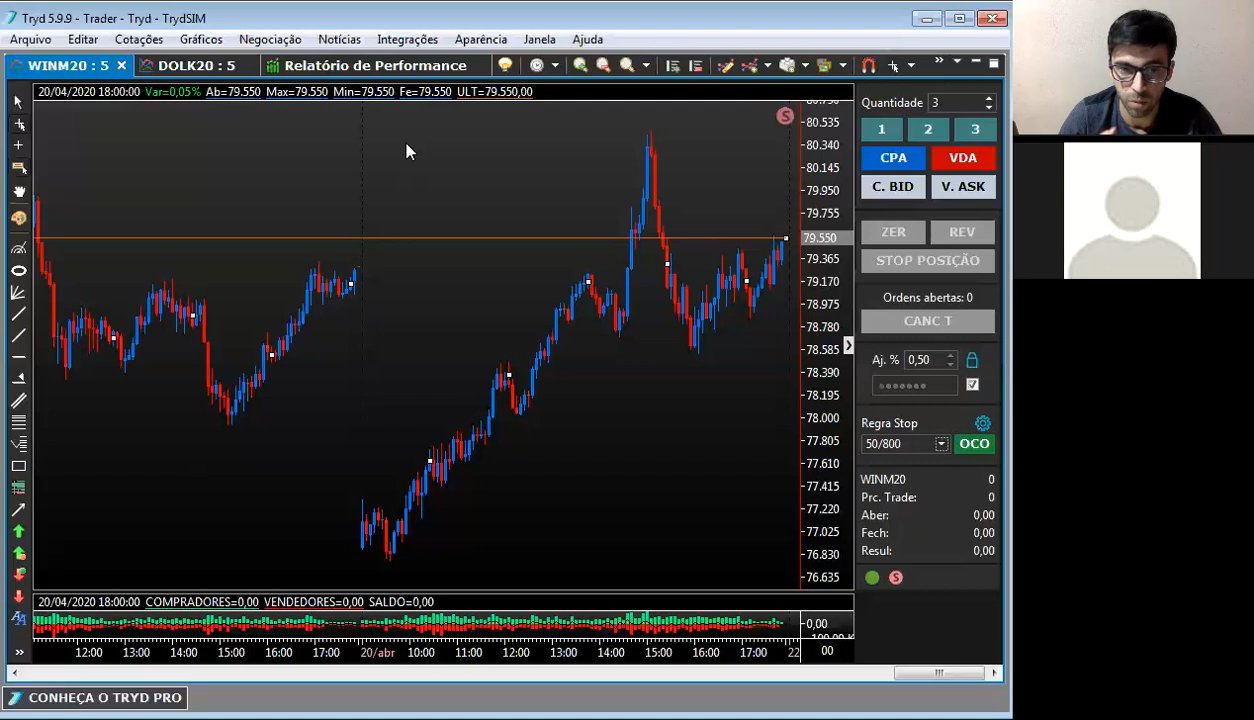 Tryd 5.9.9 - Trader - Tryd - TrydSIM
Arquivo Editar Cotações Gráficos Negociação Notícias Integrações Aparência Janela Ajuda
WINM20 : 5 DOLK20 : 5 Relatório de Performance
20/04/2020 18:00:00 Var=0,05% Ab=79.550 Max=79.550 Min=79.550 Fe=79.550 ULT=79.550,00
S
80.535
80.340
80.145
79.950
79.755
79.550
79.365
79.170
78.975
78.780
78.585
78.390
78.195
78.000
77.805
77.610
77.415
77.220
77.025
76.830
76.635
Quantidade 3
1 2 3
CPA VDA
C. BID V. ASK
ZER REV
STOP POSIÇÃO
Ordens abertas: 0
CANC T
Aj. % 0,50
Regra Stop
50/800 OCO
WINM20 0
Prc. Trade: 0
Aber: 0,00
Fech: 0,00
Resul: 0,00
S
20/04/2020 18:00:00 COMPRADORES=0,00 VENDEDORES=0,00 SALDO=0,00
0,00
12:00 13:00 14:00 15:00 16:00 17:00 20/abr 10:00 11:00 12:00 13:00 14:00 15:00 16:00 17:00 22 00
CONHEÇA O TRYD PRO